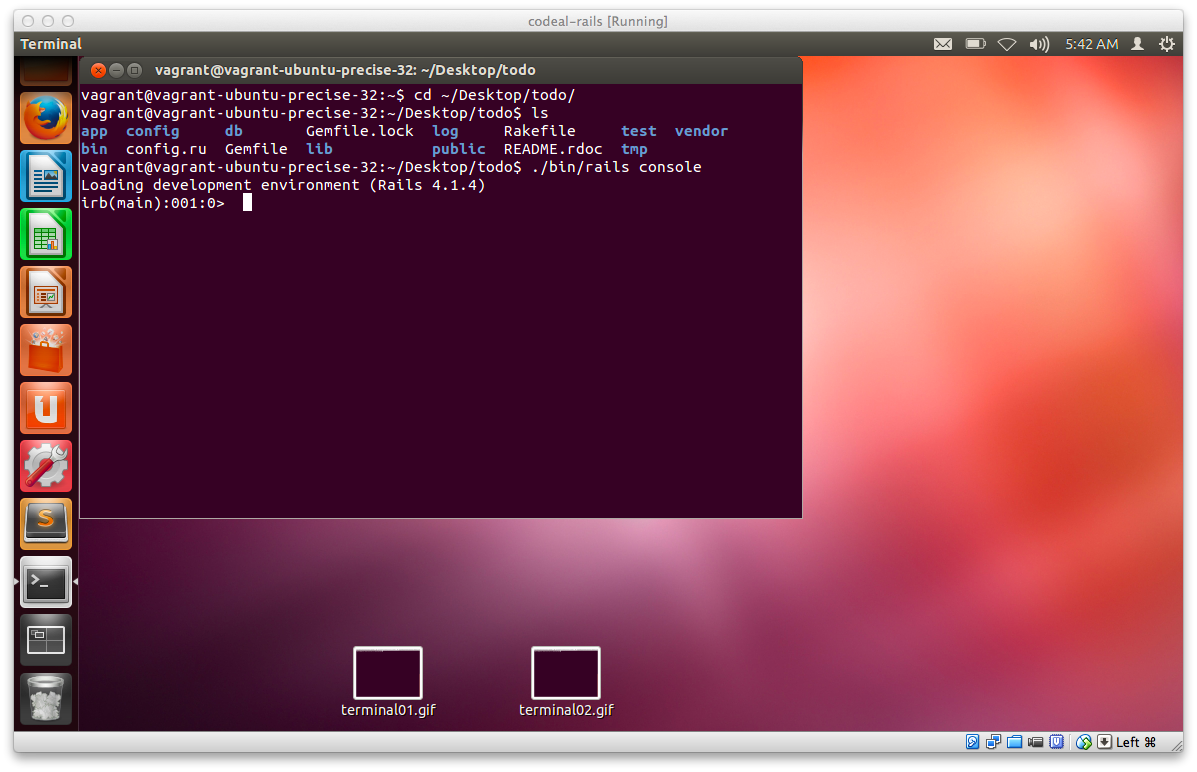 codeal-rails [Running]
Terminal
5:42 AM
vagrant@vagrant-ubuntu-precise-32: ~/Desktop/todo
vagrant@vagrant-ubuntu-precise-32:~$ cd ~/Desktop/todo/
vagrant@vagrant-ubuntu-precise-32:~/Desktop/todo$ ls
app config db Gemfile.lock log Rakefile test vendor
bin config.ru Gemfile lib public README.rdoc tmp
vagrant@vagrant-ubuntu-precise-32:~/Desktop/todo$ ./bin/rails console
Loading development environment (Rails 4.1.4)
irb(main):001:0>
terminal01.gif
terminal02.gif
Left ⌘